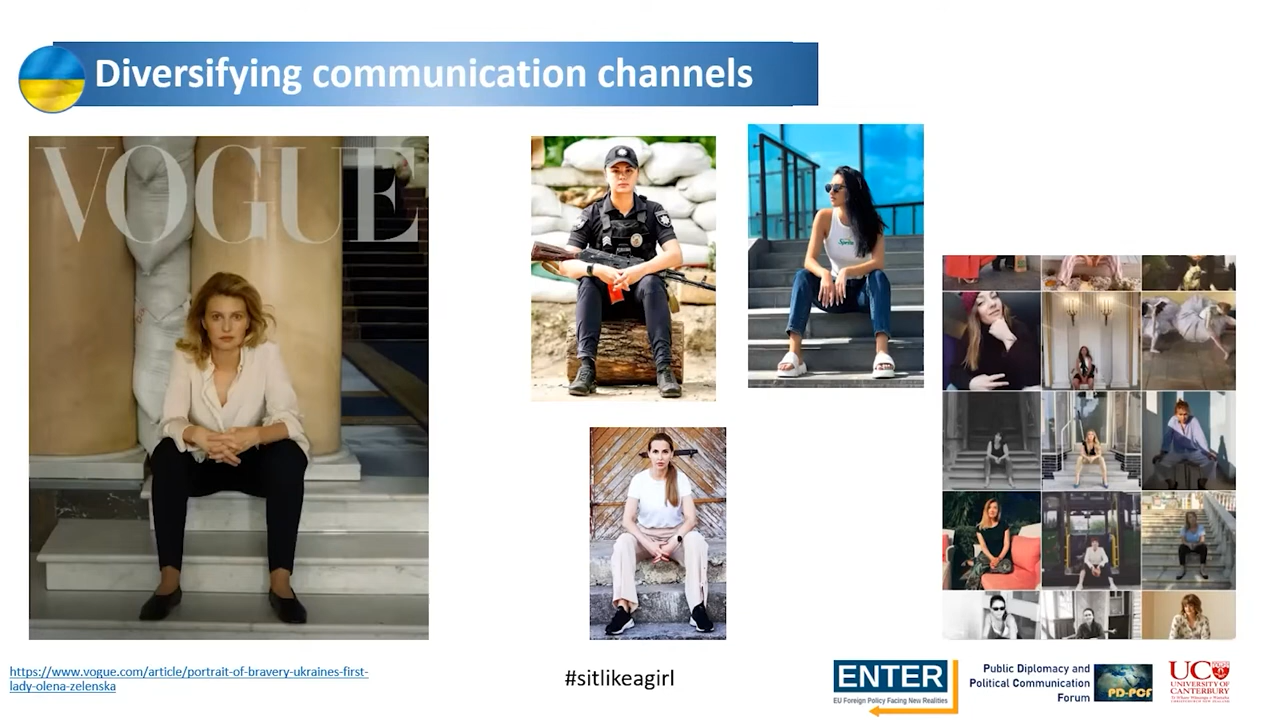 Diversifying communication channels
VOGUE
Sprite
https://www.vogue.com/article/portrait-of-bravery-ukraines-first-
lady-olena-zelenska
#sitlikeagirl
ENTER
EU Foreign Policy Facing New Realities
Public Diplomacy and
Political Communication
Forum
PD-PCF
UC
UNIVERSITY OF
CANTERBURY